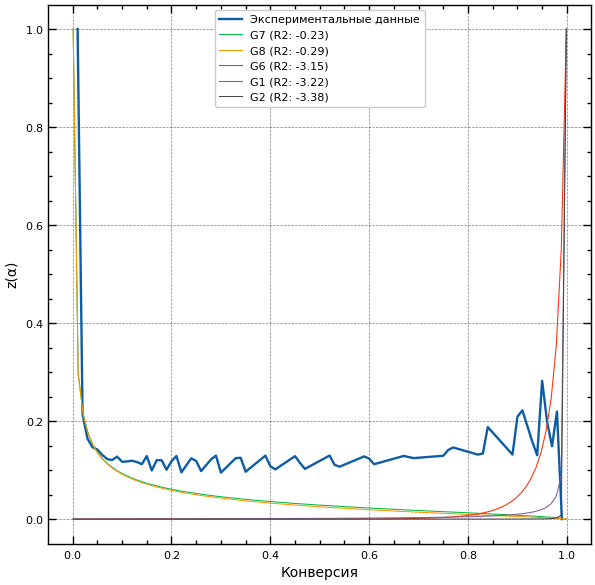 Экспериментальные данные
G7 (R2: -0.23)
G8 (R2: -0.29)
G6 (R2: -3.15)
G1 (R2: -3.22)
G2 (R2: -3.38)
1.0
0.8
0.6
0.4
0.2
0.0
z(α)
0.0 0.2 0.4 0.6 0.8 1.0
Конверсия